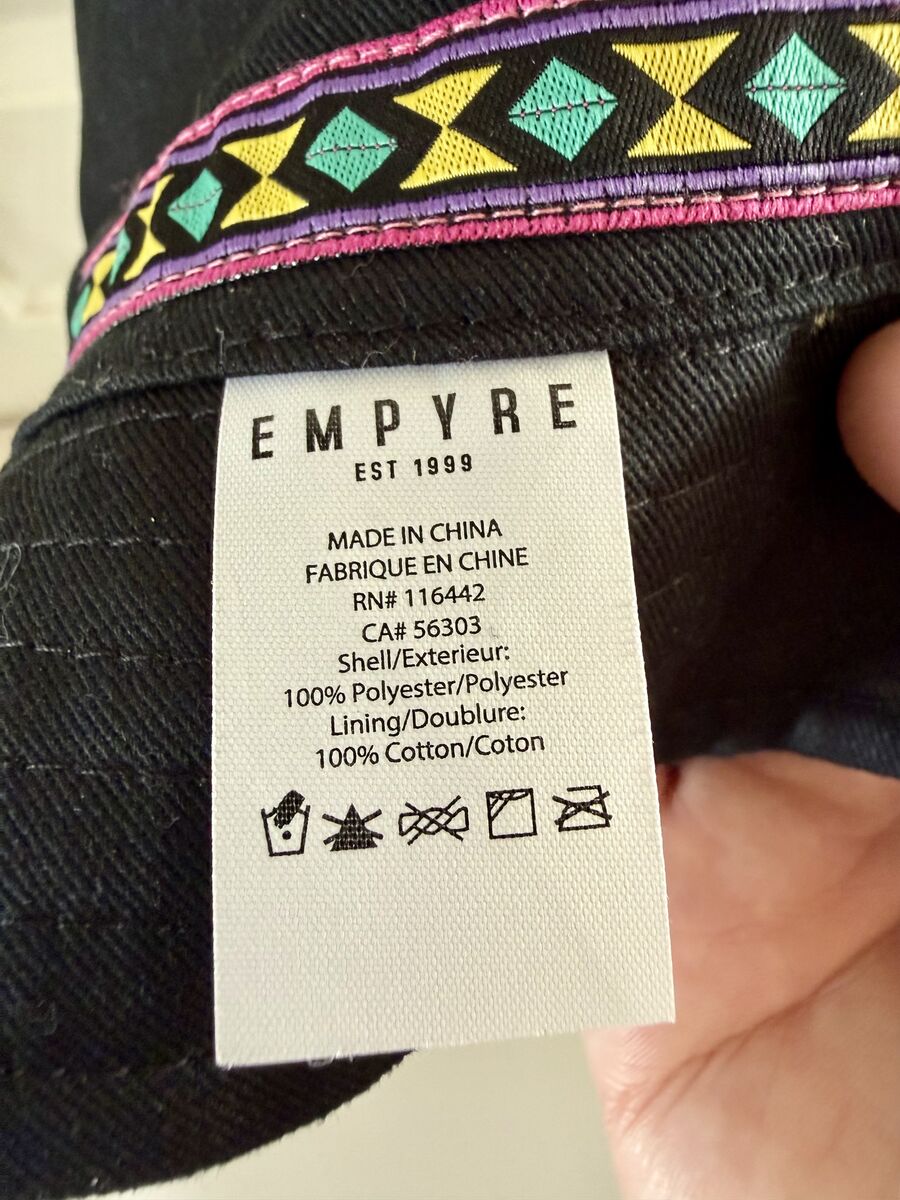 EMPYRE
EST 1999
MADE IN CHINA
FABRIQUE EN CHINE
RN# 116442
CA# 56303
Shell/Exterieur:
100% Polyester/Polyester
Lining/Doublure:
100% Cotton/Coton